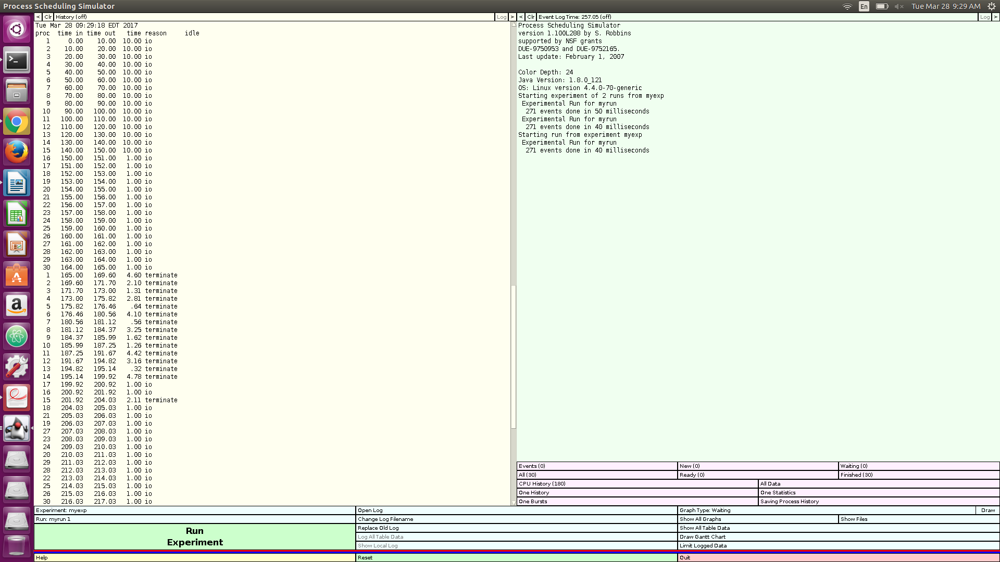 Process Scheduling Simulator
En
Tue Mar 28 9:29 AM
< Clr History (off) Log >
Tue Mar 28 09:29:18 EDT 2017
proc time in time out time reason idle
1 0.00 10.00 10.00 io
2 10.00 20.00 10.00 io
3 20.00 30.00 10.00 io
4 30.00 40.00 10.00 io
5 40.00 50.00 10.00 io
6 50.00 60.00 10.00 io
7 60.00 70.00 10.00 io
8 70.00 80.00 10.00 io
9 80.00 90.00 10.00 io
10 90.00 100.00 10.00 io
11 100.00 110.00 10.00 io
12 110.00 120.00 10.00 io
13 120.00 130.00 10.00 io
14 130.00 140.00 10.00 io
15 140.00 150.00 10.00 io
16 150.00 151.00 1.00 io
17 151.00 152.00 1.00 io
18 152.00 153.00 1.00 io
19 153.00 154.00 1.00 io
20 154.00 155.00 1.00 io
21 155.00 156.00 1.00 io
22 156.00 157.00 1.00 io
23 157.00 158.00 1.00 io
24 158.00 159.00 1.00 io
25 159.00 160.00 1.00 io
26 160.00 161.00 1.00 io
27 161.00 162.00 1.00 io
28 162.00 163.00 1.00 io
29 163.00 164.00 1.00 io
30 164.00 165.00 1.00 io
1 165.00 169.60 4.60 terminate
2 169.60 171.70 2.10 terminate
3 171.70 173.00 1.31 terminate
4 173.00 175.82 2.81 terminate
5 175.82 176.46 .64 terminate
6 176.46 180.56 4.10 terminate
7 180.56 181.12 .56 terminate
8 181.12 184.37 3.25 terminate
9 184.37 185.99 1.62 terminate
10 185.99 187.25 1.26 terminate
11 187.25 191.67 4.42 terminate
12 191.67 194.82 3.16 terminate
13 194.82 195.14 .32 terminate
14 195.14 199.92 4.78 terminate
17 199.92 200.92 1.00 io
16 200.92 201.92 1.00 io
15 201.92 204.03 2.11 terminate
18 204.03 205.03 1.00 io
21 205.03 206.03 1.00 io
19 206.03 207.03 1.00 io
27 207.03 208.03 1.00 io
23 208.03 209.03 1.00 io
24 209.03 210.03 1.00 io
20 210.03 211.03 1.00 io
29 211.03 212.03 1.00 io
28 212.03 213.03 1.00 io
22 213.03 214.03 1.00 io
25 214.03 215.03 1.00 io
26 215.03 216.03 1.00 io
30 216.03 217.03 1.00 io
< Clr Event Log Time: 257.05 (off) Log >
Process Scheduling Simulator
version 1.100L288 by S. Robbins
supported by NSF grants
DUE-9750953 and DUE-9752165.
Last update: February 1, 2007
Color Depth: 24
Java Version: 1.8.0_121
OS: Linux version 4.4.0-70-generic
Starting experiment of 2 runs from myexp
Experimental Run for myrun
271 events done in 50 milliseconds
Experimental Run for myrun
271 events done in 40 milliseconds
Starting run from experiment myexp
Experimental Run for myrun
271 events done in 40 milliseconds
Events (0) New (0) Waiting (0)
All (30) Ready (0) Finished (30)
CPU History (180) All Data
One History One Statistics
One Bursts Saving Process History
Experiment: myexp Open Log Graph Type: Waiting Draw
Run: myrun 1 Change Log Filename Show All Graphs Show Files
Run
Experiment
Replace Old Log Show All Table Data
Log All Table Data Draw Gantt Chart
Show Local Log Limit Logged Data
Help Reset Quit